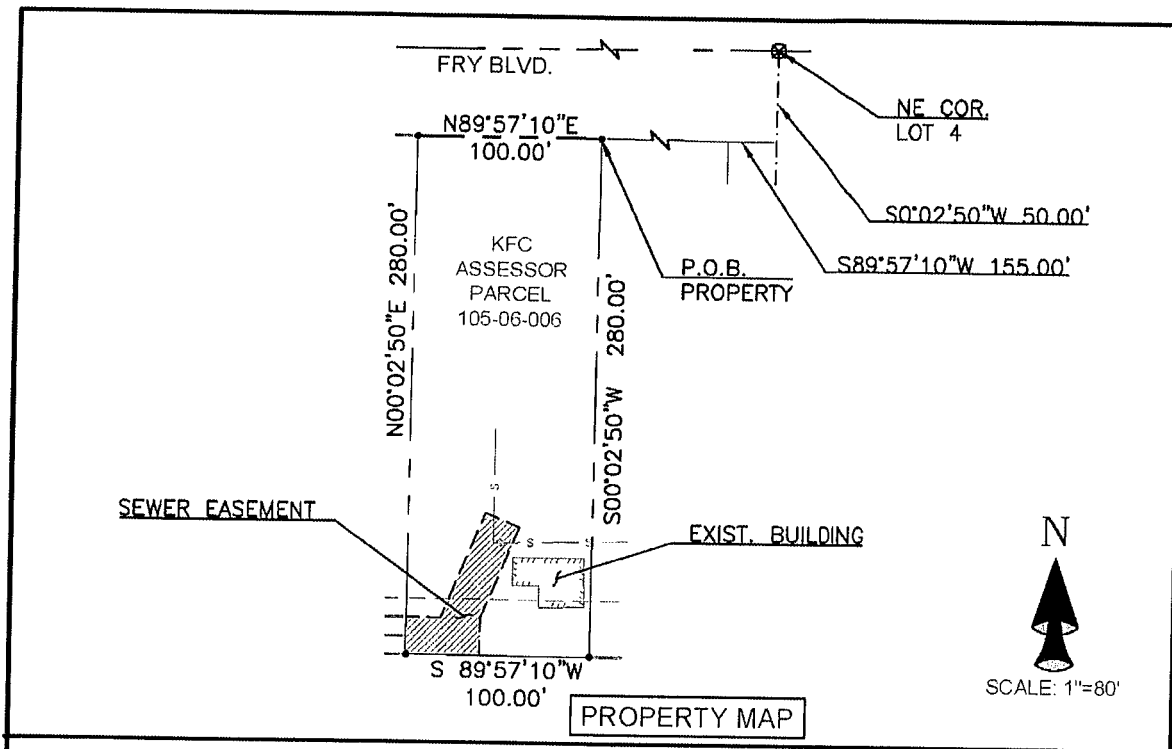 FRY BLVD.
NE COR.
LOT 4
N89°57'10"E
100.00'
S0°02'50"W 50.00'
S89°57'10"W 155.00'
P.O.B.
PROPERTY
KFC
ASSESSOR
PARCEL
105-06-006
N00°02'50"E 280.00'
S00°02'50"W 280.00'
S
SEWER EASEMENT
S S
EXIST. BUILDING
S 89°57'10"W
100.00'
N
SCALE: 1"=80'
PROPERTY MAP